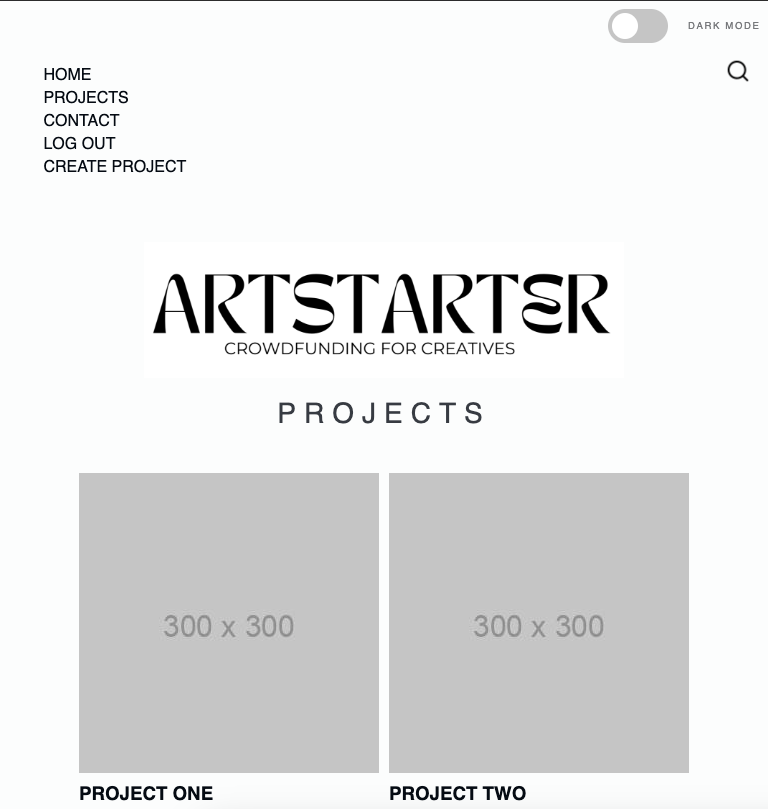 DARK MODE
HOME
PROJECTS
CONTACT
LOG OUT
CREATE PROJECT
ARTSTARTER
CROWDFUNDING FOR CREATIVES
PROJECTS
300 x 300
300 x 300
PROJECT ONE
PROJECT TWO